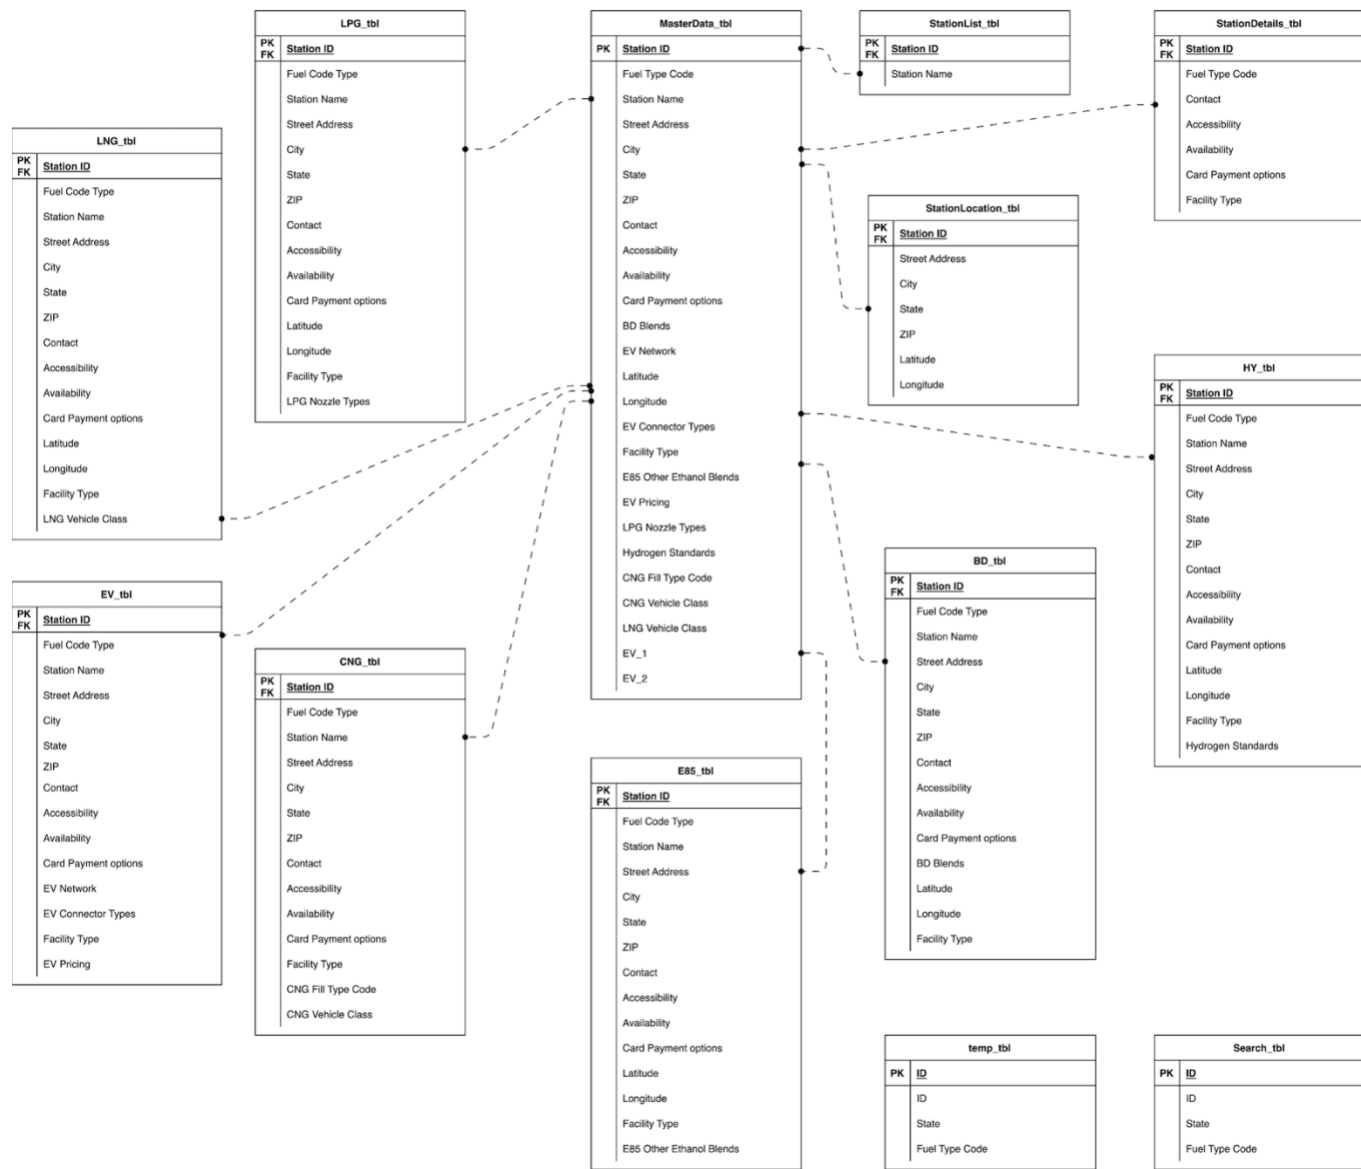 LPG_tbl
PK
FK
Station ID
Fuel Code Type
Station Name
Street Address
City
State
ZIP
Contact
Accessibility
Availability
Card Payment options
Latitude
Longitude
Facility Type
LPG Nozzle Types
MasterData_tbl
PK
Station ID
Fuel Type Code
Station Name
Street Address
City
State
ZIP
Contact
Accessibility
Availability
Card Payment options
BD Blends
EV Network
Latitude
Longitude
EV Connector Types
Facility Type
E85 Other Ethanol Blends
EV Pricing
LPG Nozzle Types
Hydrogen Standards
CNG Fill Type Code
CNG Vehicle Class
LNG Vehicle Class
EV_1
EV_2
StationList_tbl
PK
FK
Station ID
Station Name
StationDetails_tbl
PK
FK
Station ID
Fuel Type Code
Contact
Accessibility
Availability
Card Payment options
Facility Type
LNG_tbl
PK
FK
Station ID
Fuel Code Type
Station Name
Street Address
City
State
ZIP
Contact
Accessibility
Availability
Card Payment options
Latitude
Longitude
Facility Type
LNG Vehicle Class
StationLocation_tbl
PK
FK
Station ID
Street Address
City
State
ZIP
Latitude
Longitude
HY_tbl
PK
FK
Station ID
Fuel Code Type
Station Name
Street Address
City
State
ZIP
Contact
Accessibility
Availability
Card Payment options
Latitude
Longitude
Facility Type
Hydrogen Standards
BD_tbl
PK
FK
Station ID
Fuel Code Type
Station Name
Street Address
City
State
ZIP
Contact
Accessibility
Availability
Card Payment options
BD Blends
Latitude
Longitude
Facility Type
EV_tbl
PK
FK
Station ID
Fuel Code Type
Station Name
Street Address
City
State
ZIP
Contact
Accessibility
Availability
Card Payment options
EV Network
EV Connector Types
Facility Type
EV Pricing
CNG_tbl
PK
FK
Station ID
Fuel Code Type
Station Name
Street Address
City
State
ZIP
Contact
Accessibility
Availability
Card Payment options
Facility Type
CNG Fill Type Code
CNG Vehicle Class
E85_tbl
PK
FK
Station ID
Fuel Code Type
Station Name
Street Address
City
State
ZIP
Contact
Accessibility
Availability
Card Payment options
Latitude
Longitude
Facility Type
E85 Other Ethanol Blends
temp_tbl
PK
ID
ID
State
Fuel Type Code
Search_tbl
PK
ID
ID
State
Fuel Type Code